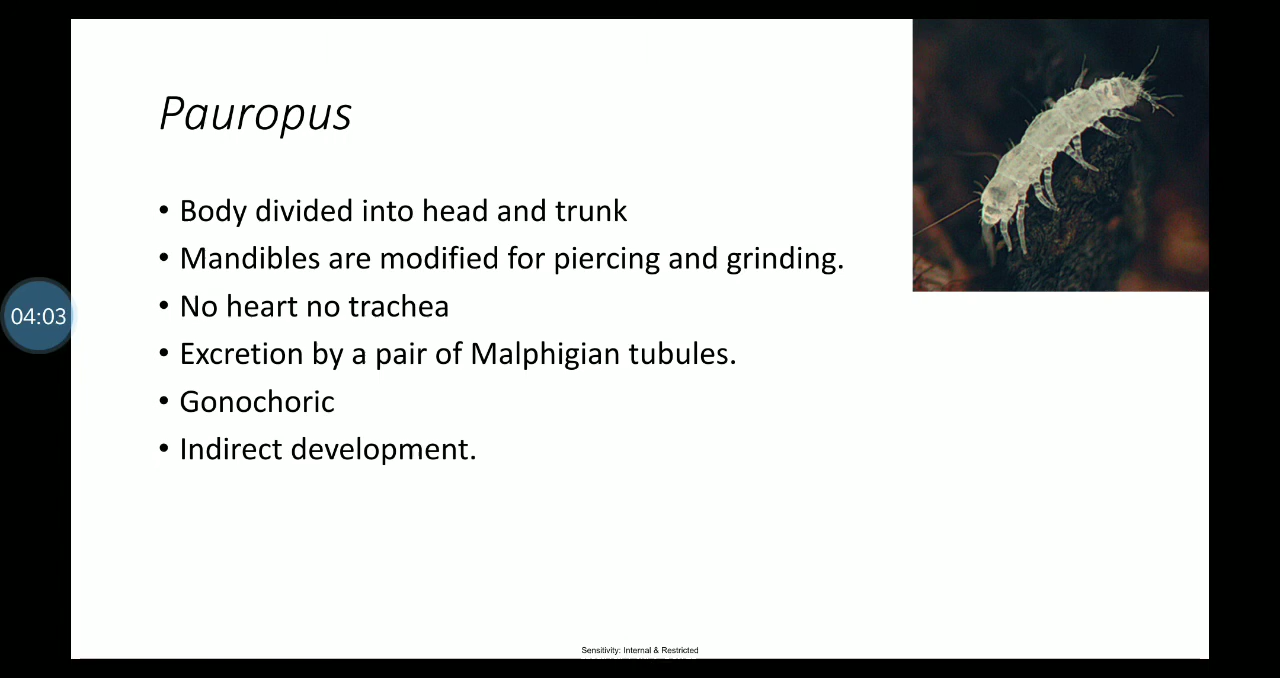 Pauropus
• Body divided into head and trunk
• Mandibles are modified for piercing and grinding.
• No heart no trachea
• Excretion by a pair of Malphigian tubules.
• Gonochoric
• Indirect development.
04:03
Sensitivity: Internal & Restricted